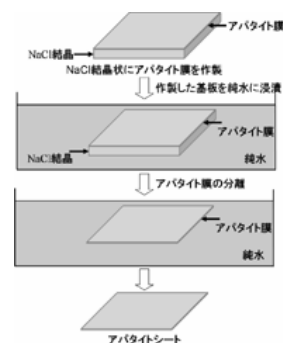 アパタイト膜
NaCl結晶
NaCl結晶状にアパタイト膜を作製
作製した基板を純水に浸漬
アパタイト膜
NaCl結晶
純水
アパタイト膜の分離
アパタイト膜
純水
アパタイトシート